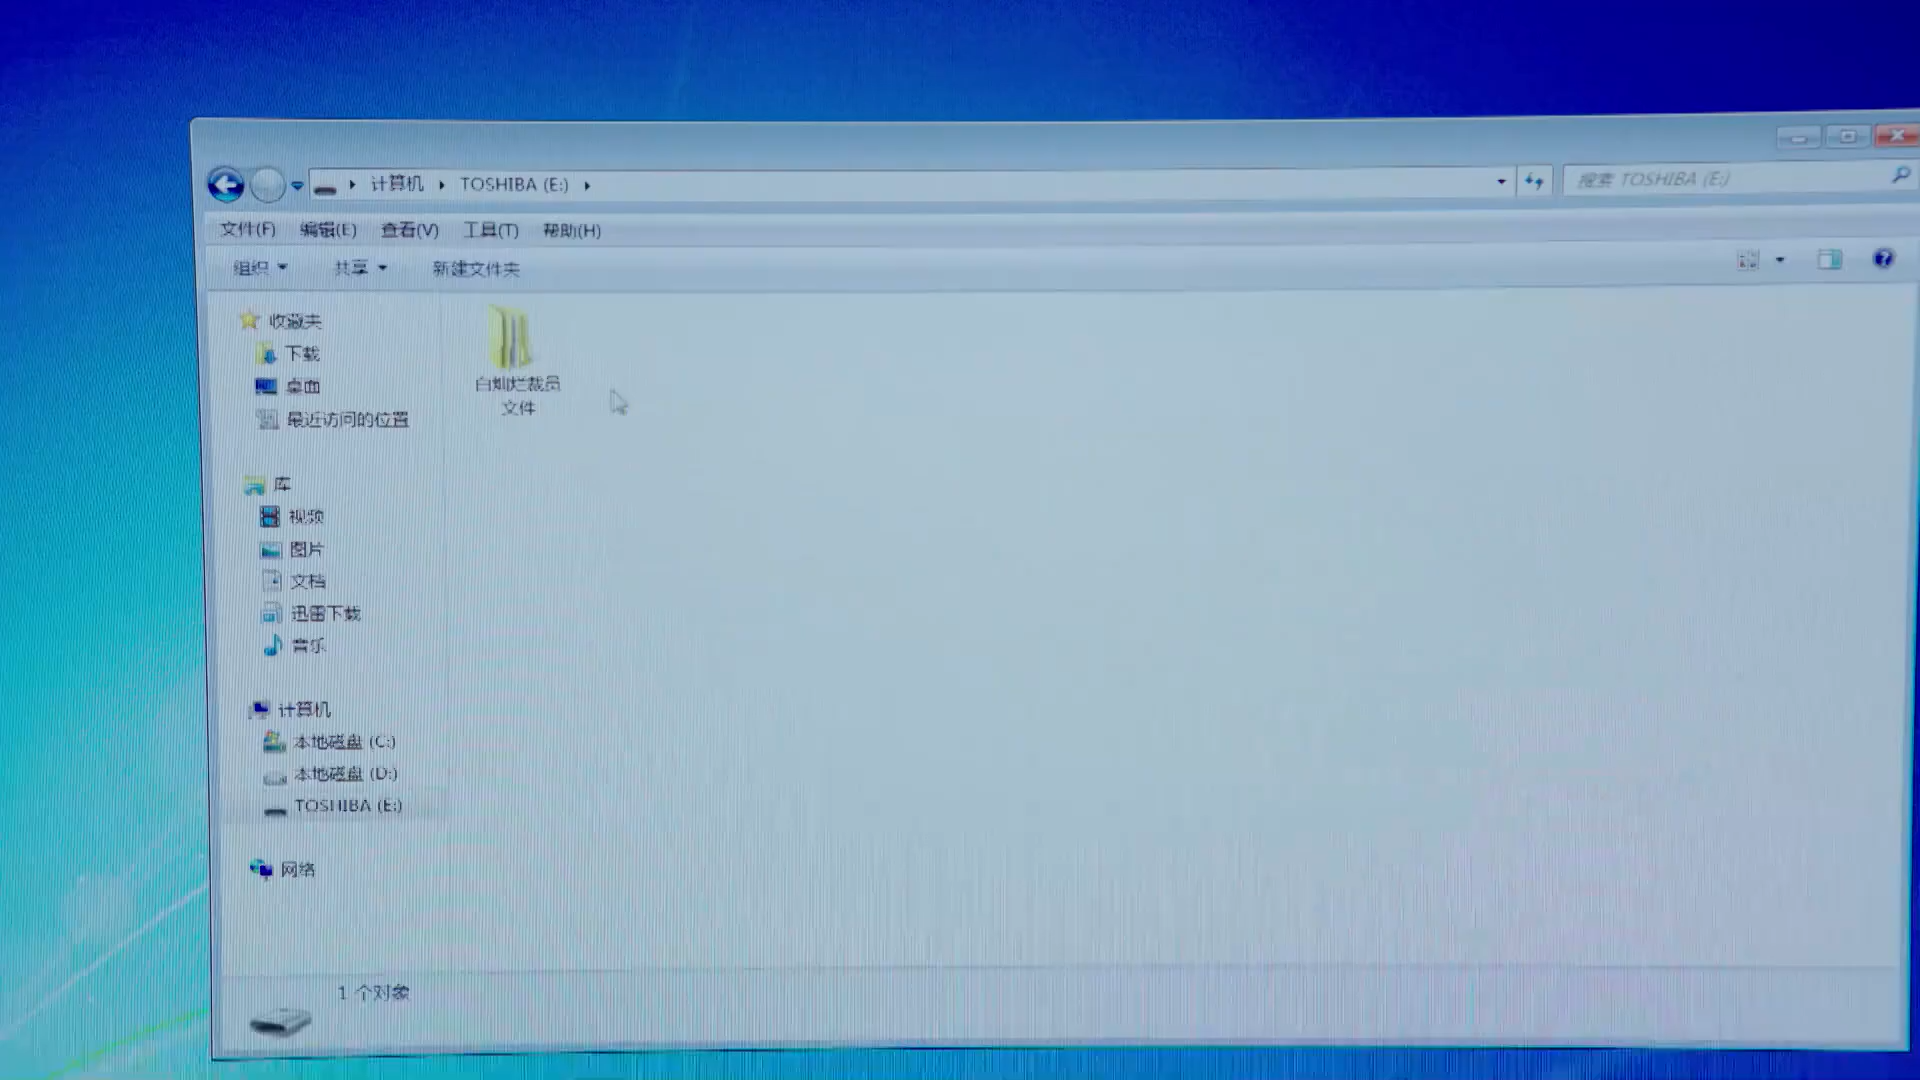 计算机 TOSHIBA (E:)
搜索 TOSHIBA (E:)
文件(F) 编辑(E) 查看(V) 工具(T) 帮助(H)
组织 共享 新建文件夹
收藏夹
下载
桌面
最近访问的位置
库
视频
图片
文档
迅雷下载
音乐
计算机
本地磁盘 (C:)
本地磁盘 (D:)
TOSHIBA (E:)
网络
白灿烂裁员
文件
1 个对象